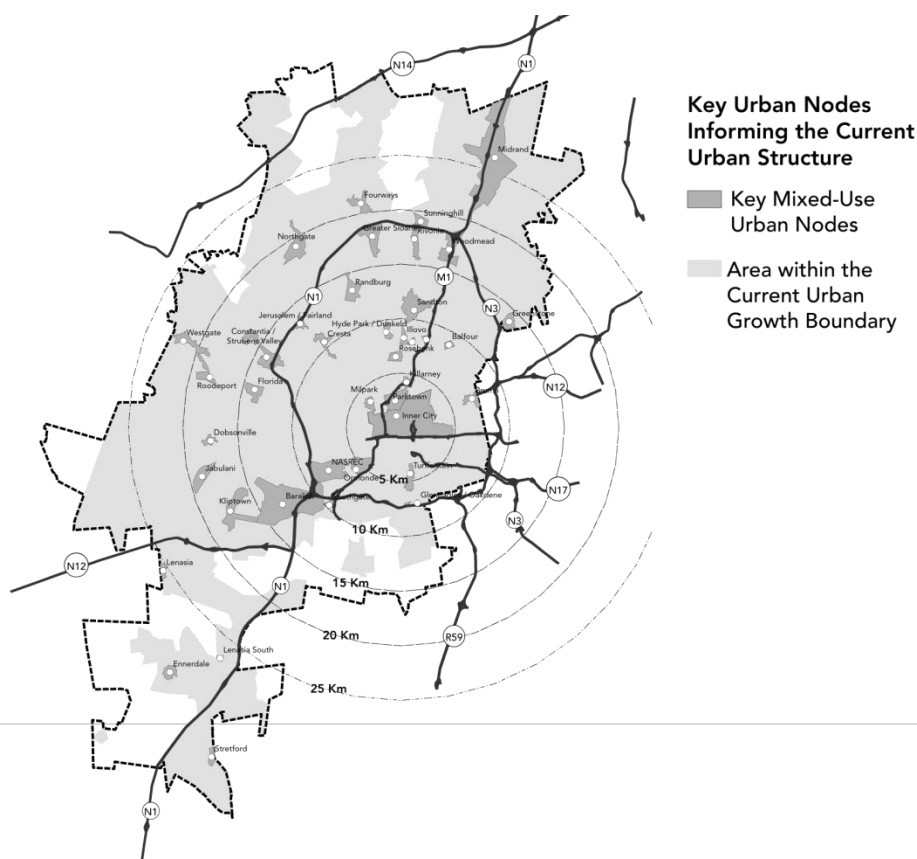 N14
N1
Key Urban Nodes
Informing the Current
Urban Structure
Key Mixed-Use
Urban Nodes
Area within the
Current Urban
Growth Boundary
Midrand
Fourways
Sunninghill
Greater Sloane
Rivonia
Woodmead
Northgate
M1
Randburg
N1
N3
Sandton
Greenstone
Jerusalem / Fairland
Hyde Park / Dunkeld
Illovo
Westgate
Constantia /
Strubens Valley
Cresta
Balfour
Rosebank
Killarney
Roodeport
Florida
N12
Milpark
Parktown
Inner City
Dobsonville
NASREC
Jabulani
Ormonde
5 Km
N17
Kliptown
10 Km
N3
N12
Lenasia
15 Km
N1
20 Km
R59
Lenasia South
Ennerdale
25 Km
Stretford
N1